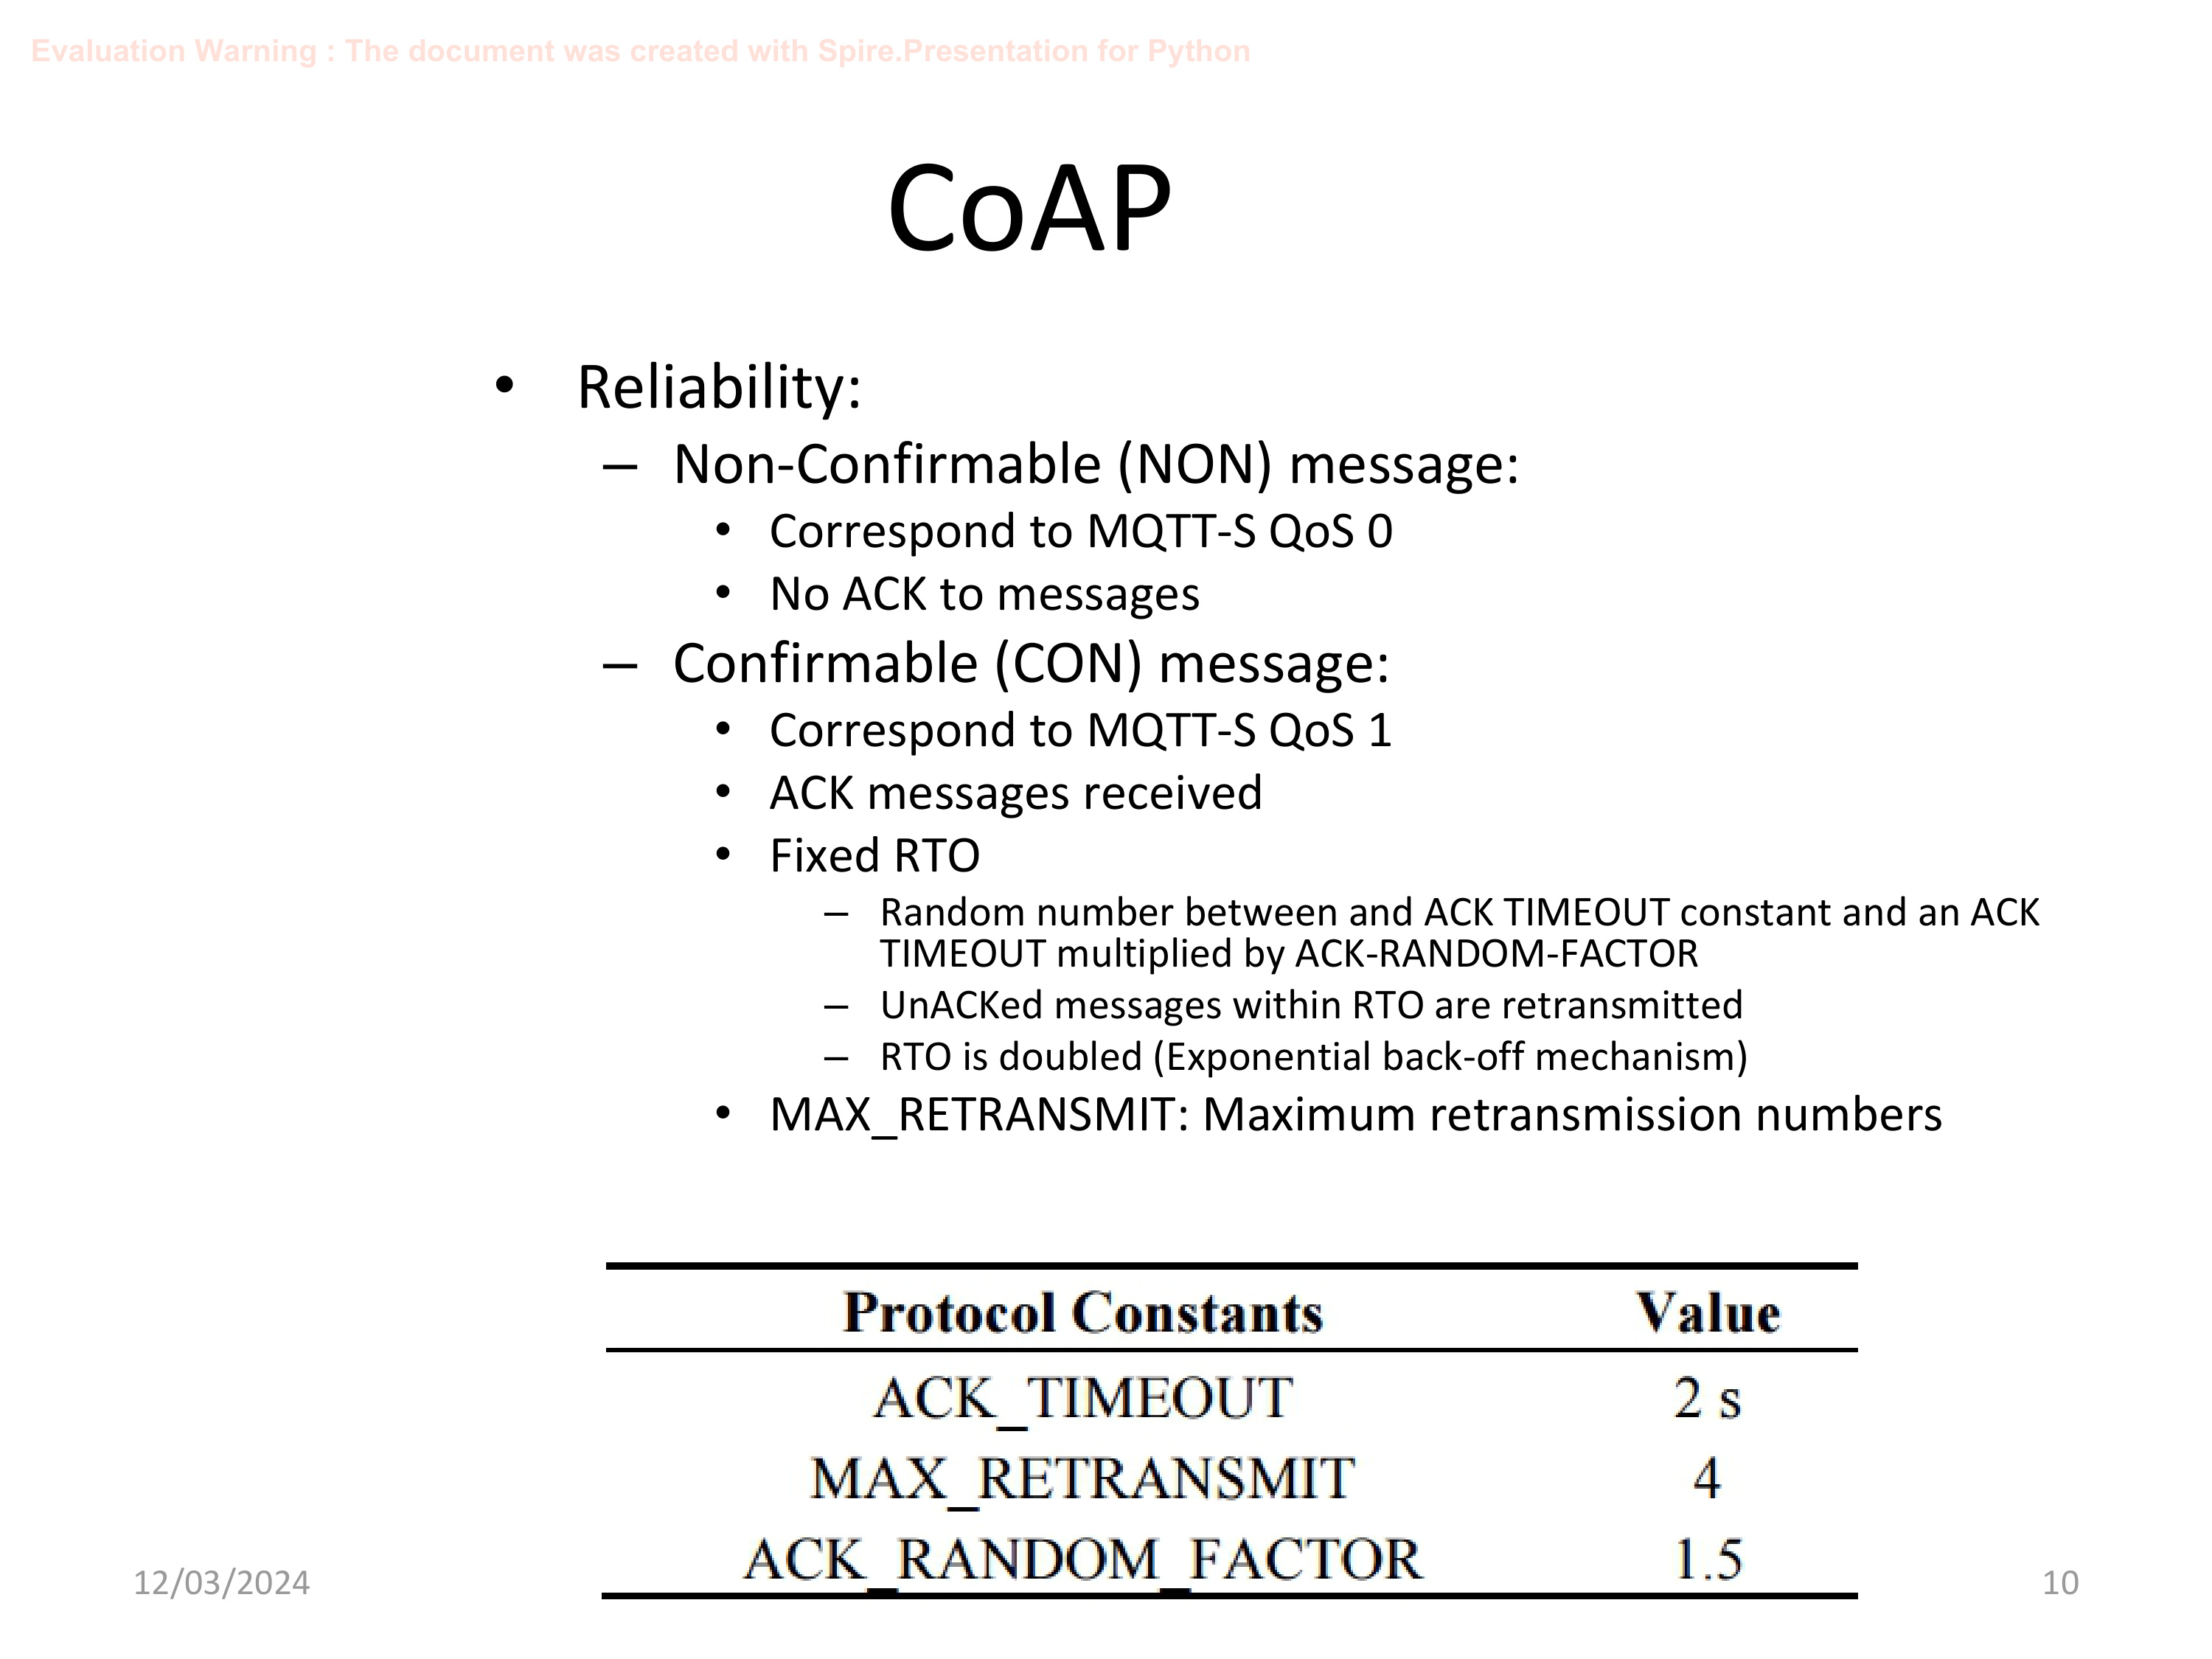 Evaluation Warning : The document was created with Spire.Presentation for Python
CoAP
• Reliability:
– Non-Confirmable (NON) message:
• Correspond to MQTT-S QoS 0
• No ACK to messages
– Confirmable (CON) message:
• Correspond to MQTT-S QoS 1
• ACK messages received
• Fixed RTO
– Random number between and ACK TIMEOUT constant and an ACK
TIMEOUT multiplied by ACK-RANDOM-FACTOR
– UnACKed messages within RTO are retransmitted
– RTO is doubled (Exponential back-off mechanism)
• MAX_RETRANSMIT: Maximum retransmission numbers
Protocol Constants Value
ACK_TIMEOUT 2 s
MAX_RETRANSMIT 4
ACK_RANDOM_FACTOR 1.5
12/03/2024
10